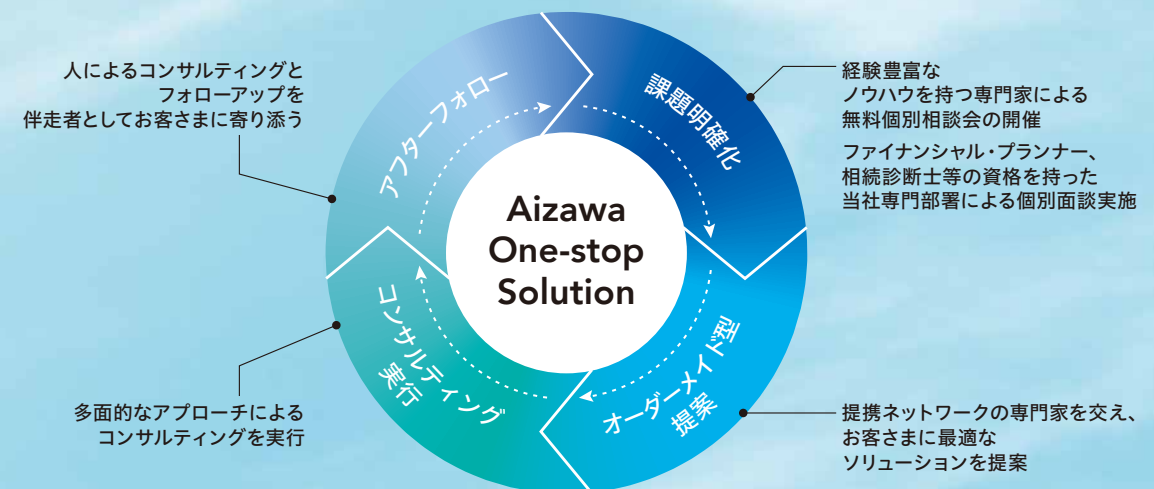 人によるコンサルティングと
フォローアップを
伴走者としてお客さまに寄り添う
アフターフォロー
課題明確化
経験豊富な
ノウハウを持つ専門家による
無料個別相談会の開催
ファイナンシャル・プランナー、
相続診断士等の資格を持った
当社専門部署による個別面談実施
Aizawa
One-stop
Solution
コンサルティング
実行
オーダーメイド型
提案
多面的なアプローチによる
コンサルティングを実行
提携ネットワークの専門家を交え、
お客さまに最適な
ソリューションを提案